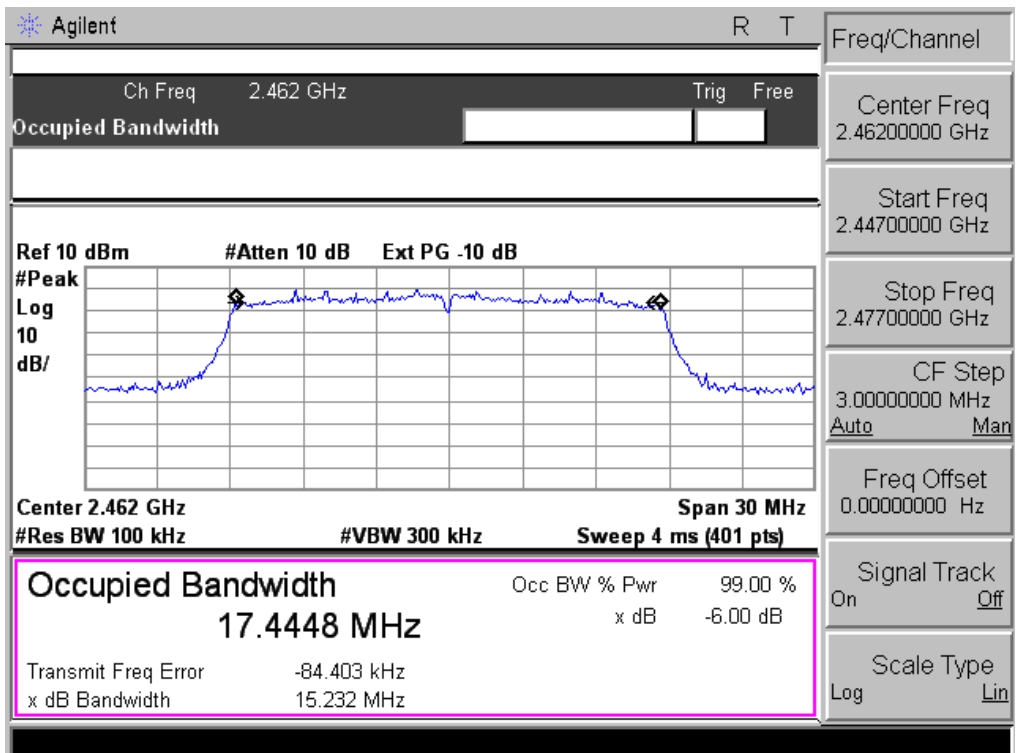 Agilent R T
Ch Freq 2.462 GHz Trig Free
Occupied Bandwidth
Ref 10 dBm #Atten 10 dB Ext PG -10 dB
#Peak
Log
10
dB/
Center 2.462 GHz Span 30 MHz
#Res BW 100 kHz #VBW 300 kHz Sweep 4 ms (401 pts)
Occupied Bandwidth
17.4448 MHz
Occ BW % Pwr 99.00 %
x dB -6.00 dB
Transmit Freq Error -84.403 kHz
x dB Bandwidth 15.232 MHz
Freq/Channel
Center Freq
2.46200000 GHz
Start Freq
2.44700000 GHz
Stop Freq
2.47700000 GHz
CF Step
3.00000000 MHz
Auto Man
Freq Offset
0.00000000 Hz
Signal Track
On Off
Scale Type
Log Lin